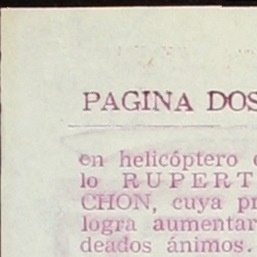 PAGINA DOS
en helicóptero
lo RUPERT
CHON, cuya
logra aumentar
deados ánimos.